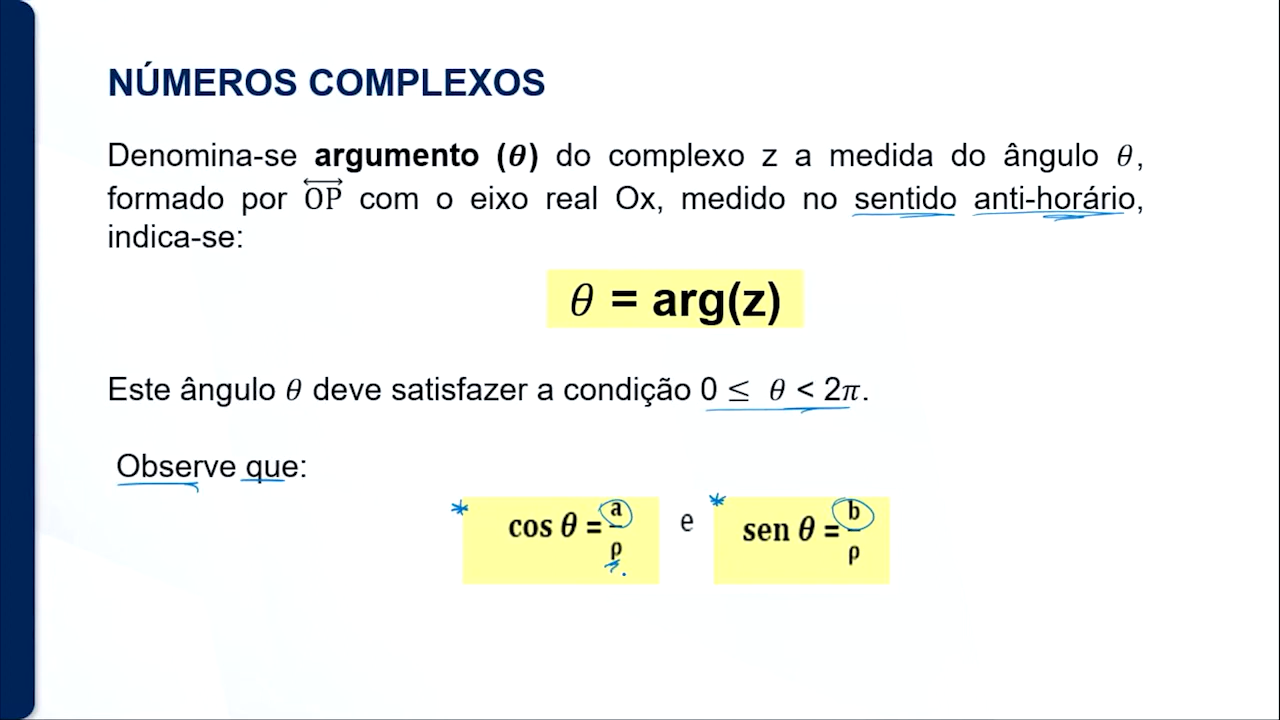 NÚMEROS COMPLEXOS
Denomina-se argumento (θ) do complexo z a medida do ângulo θ,
formado por OP com o eixo real Ox, medido no sentido anti-horário,
indica-se:
θ = arg(z)
Este ângulo θ deve satisfazer a condição 0 ≤ θ < 2π.
Observe que:
* cos θ = a/ρ e * sen θ = b/ρ